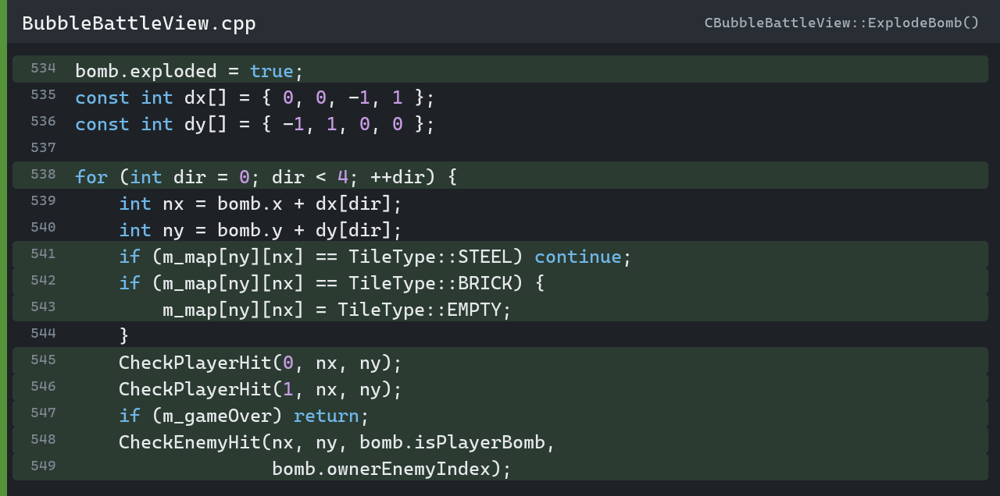 BubbleBattleView.cpp
CBubbleBattleView::ExplodeBomb()
534 bomb.exploded = true;
535 const int dx[] = { 0, 0, -1, 1 };
536 const int dy[] = { -1, 1, 0, 0 };
537
538 for (int dir = 0; dir < 4; ++dir) {
539     int nx = bomb.x + dx[dir];
540     int ny = bomb.y + dy[dir];
541     if (m_map[ny][nx] == TileType::STEEL) continue;
542     if (m_map[ny][nx] == TileType::BRICK) {
543         m_map[ny][nx] = TileType::EMPTY;
544     }
545     CheckPlayerHit(0, nx, ny);
546     CheckPlayerHit(1, nx, ny);
547     if (m_gameOver) return;
548     CheckEnemyHit(nx, ny, bomb.isPlayerBomb,
549                   bomb.ownerEnemyIndex);